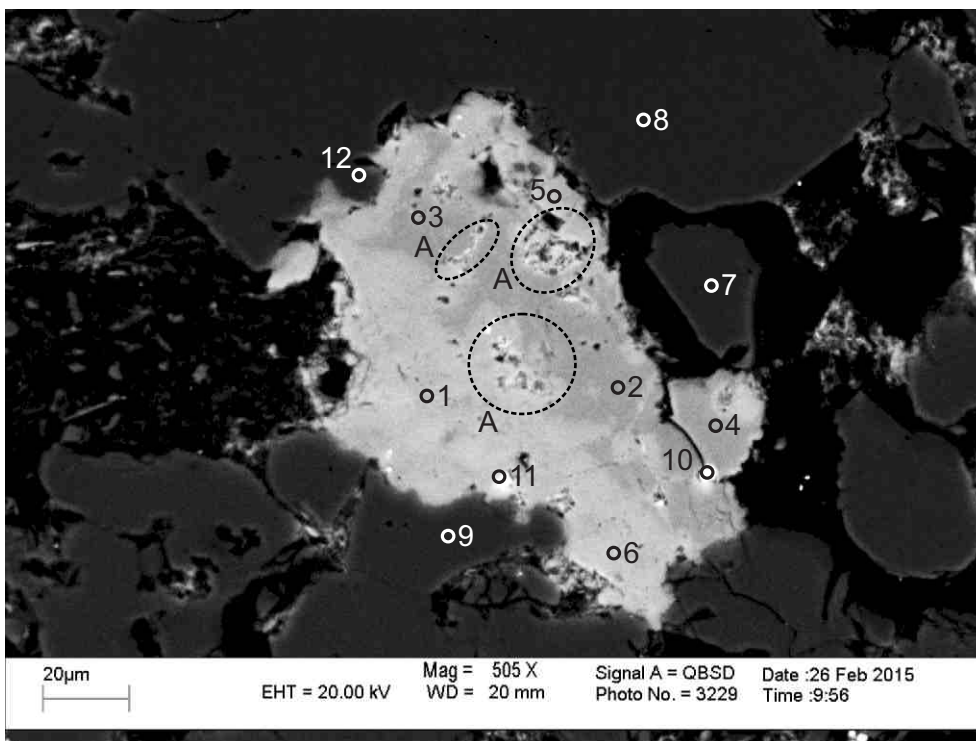 8
12
5
3
A
A
7
1
2
A
4
10
11
9
6
20µm
Mag = 505 X
Signal A = QBSD
Date :26 Feb 2015
EHT = 20.00 kV
WD = 20 mm
Photo No. = 3229
Time :9:56